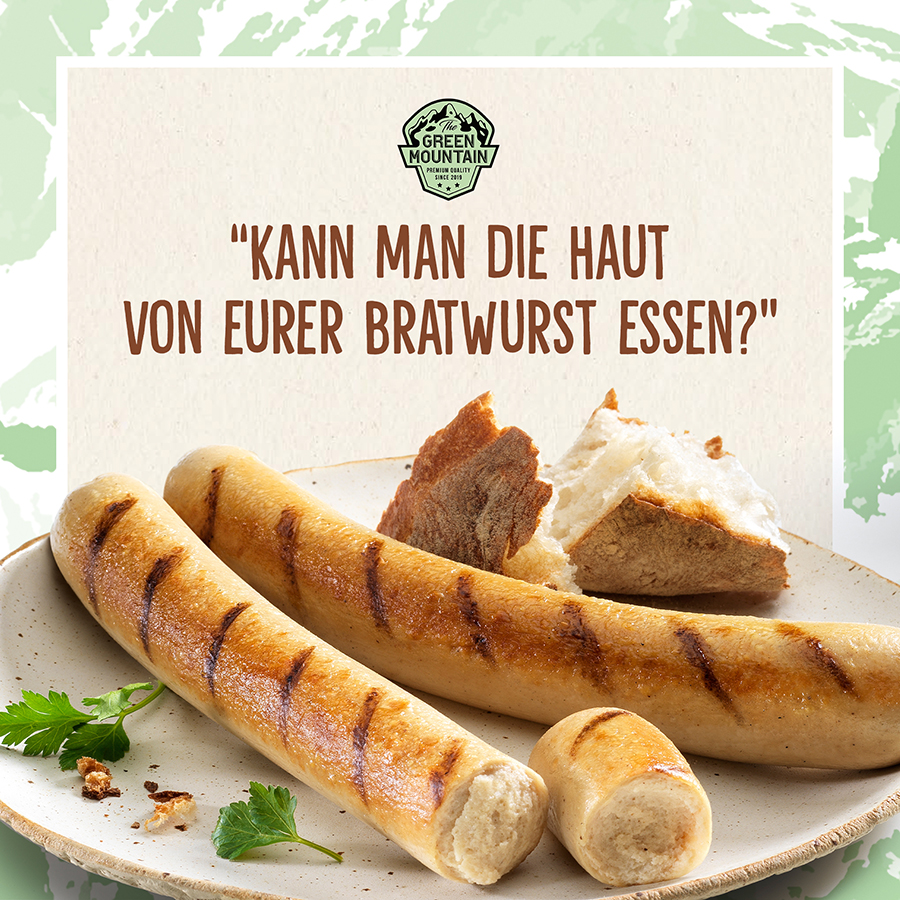 The
GREEN
MOUNTAIN
PREMIUM QUALITY
SINCE 2019
“KANN MAN DIE HAUT
VON EURER BRATWURST ESSEN?"